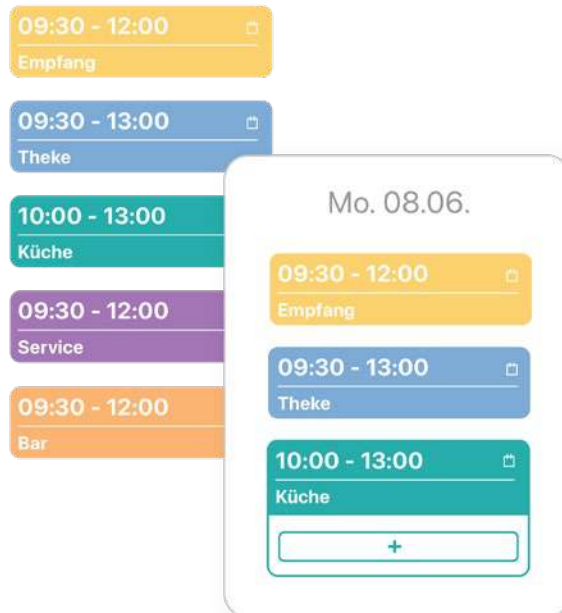 09:30 - 12:00
Empfang
09:30 - 13:00
Theke
10:00 - 13:00
Küche
09:30 - 12:00
Service
09:30 - 12:00
Bar
Mo. 08.06.
09:30 - 12:00
Empfang
09:30 - 13:00
Theke
10:00 - 13:00
Küche
+